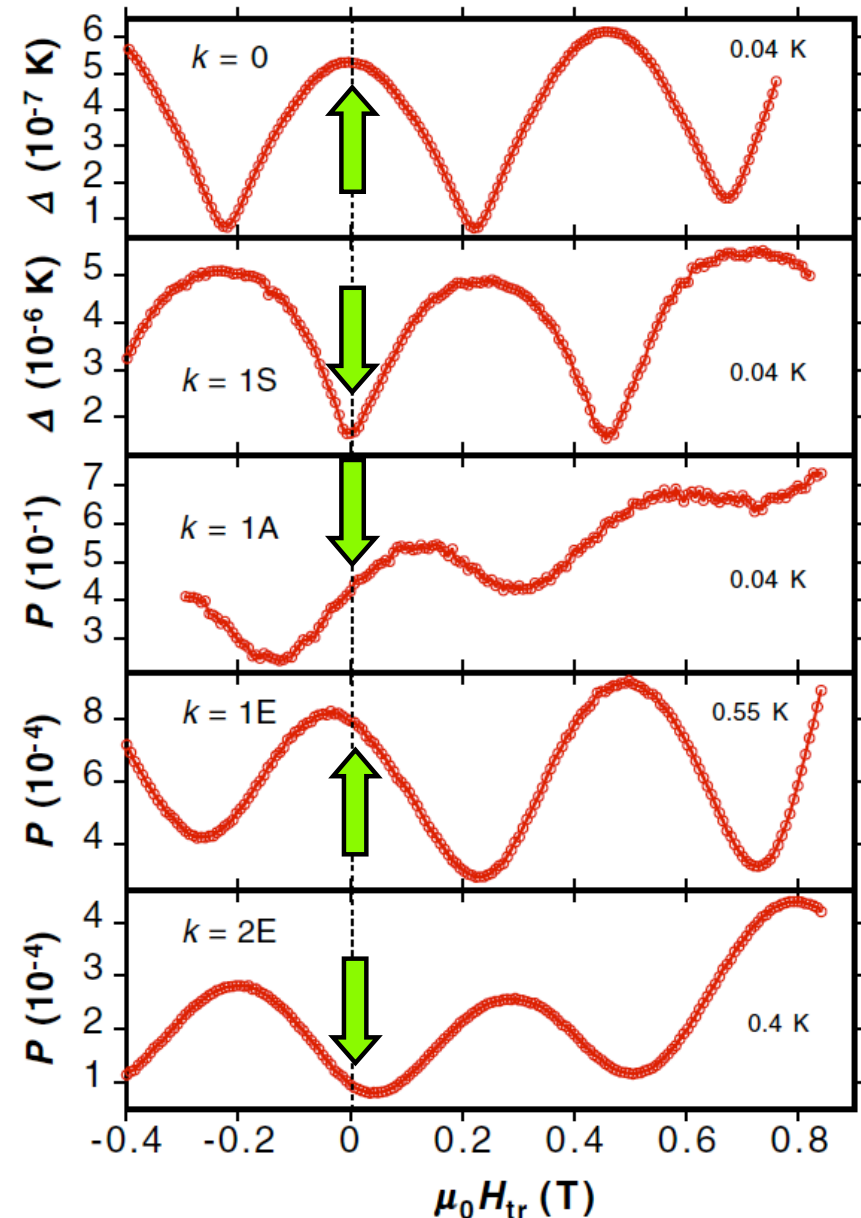 Δ (10⁻⁷ K)
6
5
4
3
2
1
k = 0
0.04 K
Δ (10⁻⁶ K)
5
4
3
2
k = 1S
0.04 K
P (10⁻¹)
7
6
5
4
3
k = 1A
0.04 K
P (10⁻⁴)
8
6
4
k = 1E
0.55 K
P (10⁻⁴)
4
3
2
1
k = 2E
0.4 K
-0.4 -0.2 0 0.2 0.4 0.6 0.8
μ₀Hₜᵣ (T)